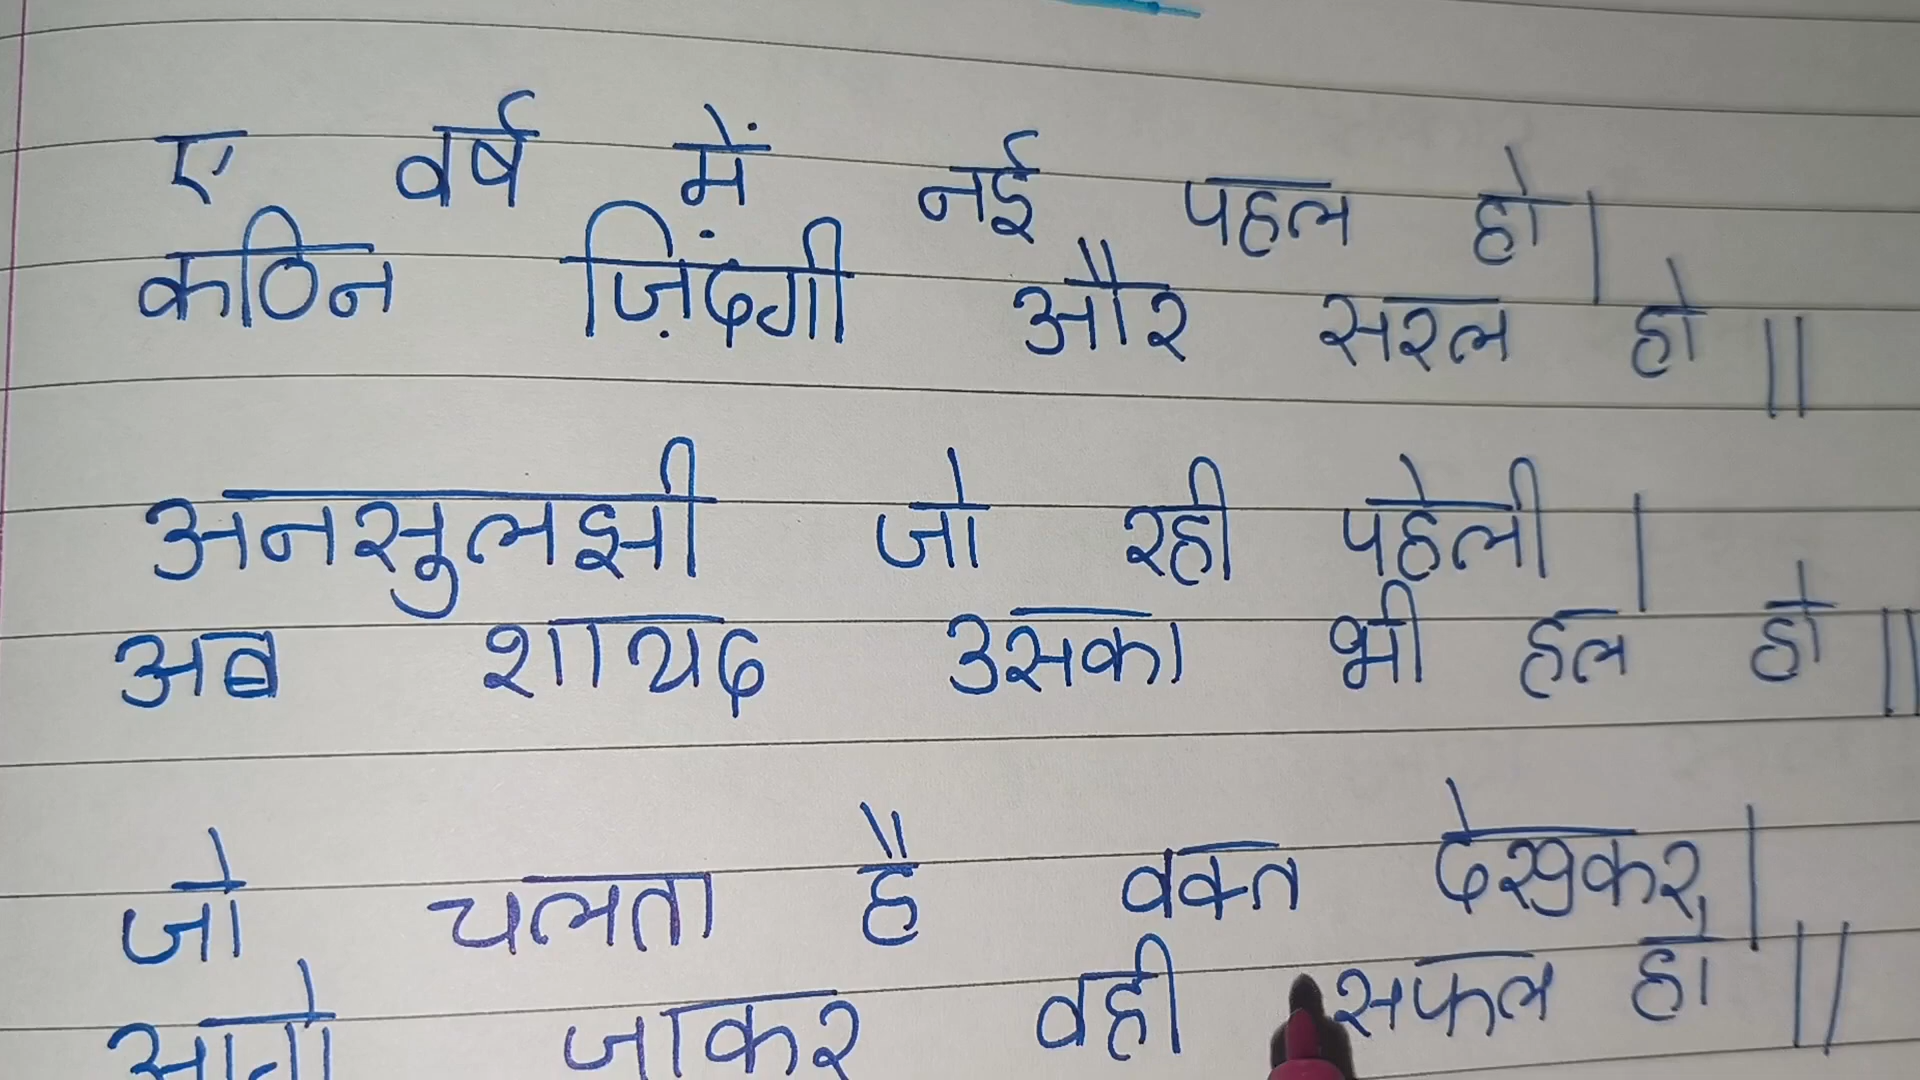 ए वर्ष में नई पहल हो।
कठिन ज़िंदगी और सरल हो॥
अनसुलझी जो रही पहेली।
अब शायद उसका भी हल हो॥
जो चलता है वक्त देखकर।
आगे जाकर वही सफल हो॥